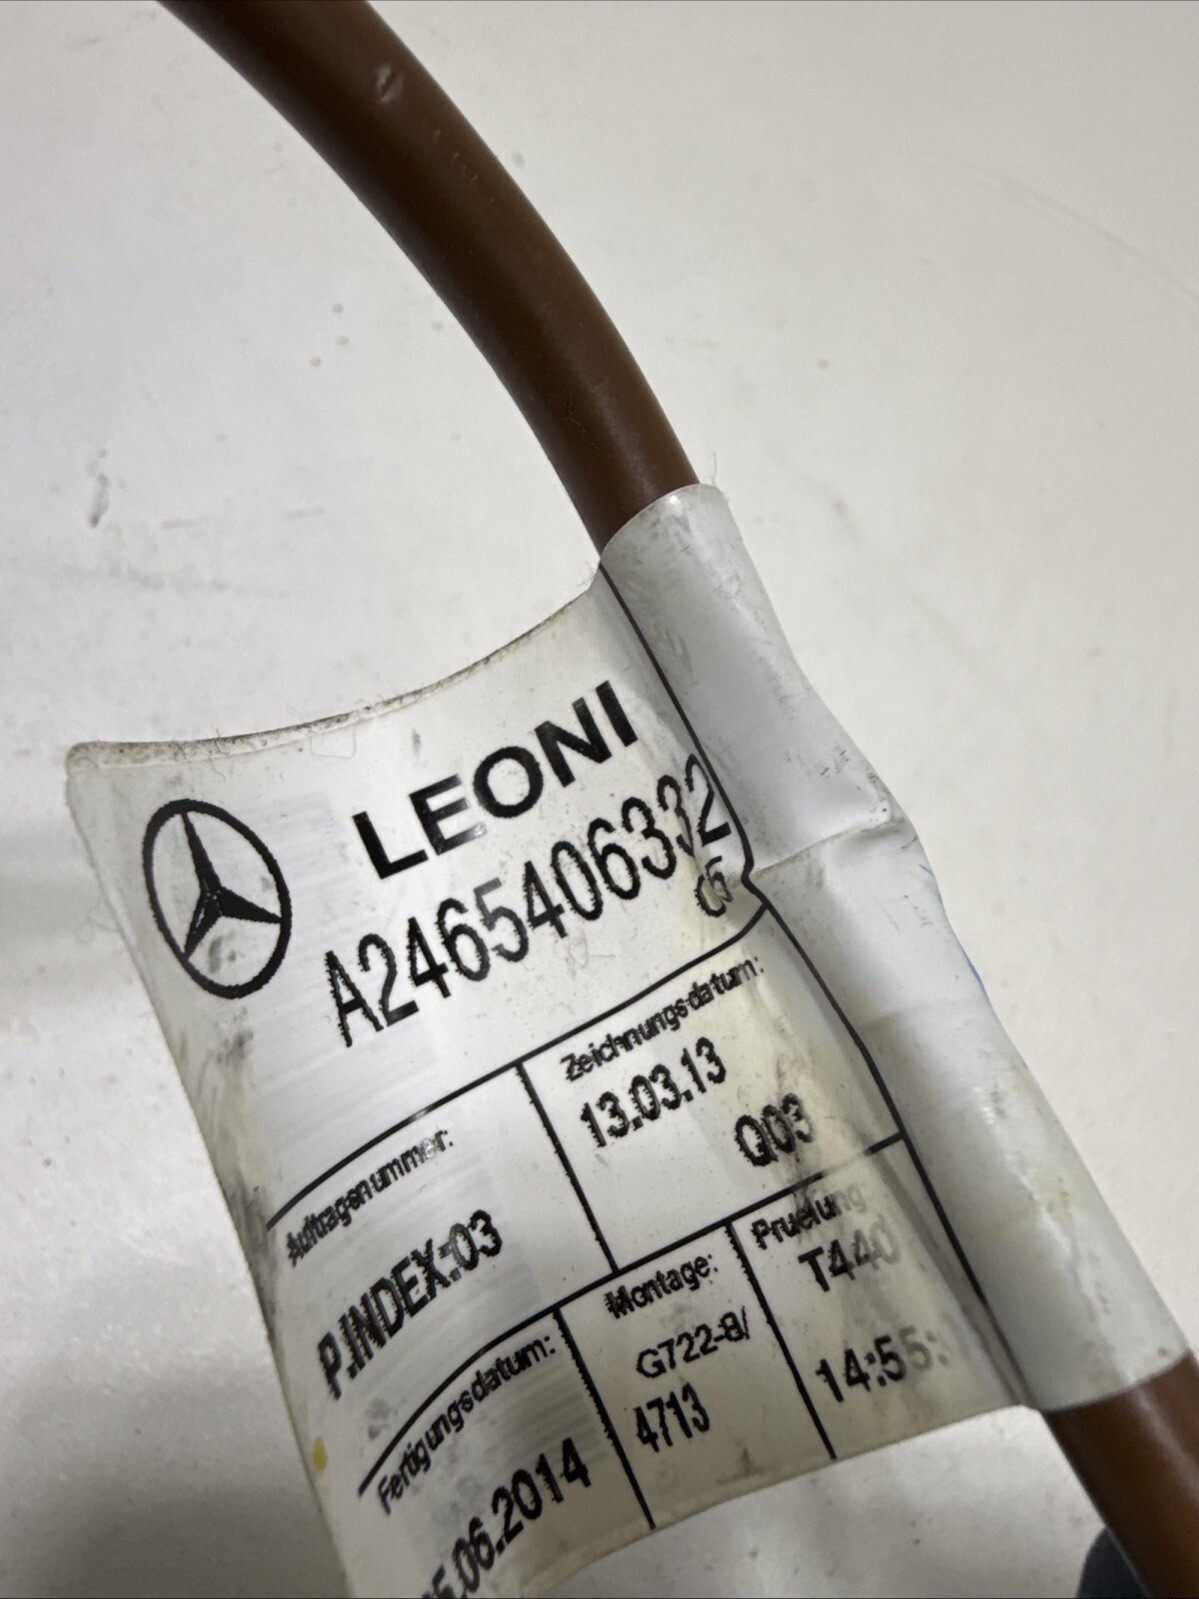 LEONI
A2465406332
Zeichnungsdatum:
13.03.13
Q03
Auftragsnummer:
P.INDEX:03
Montage:
G722-8/
4713
Pruefung
T440
14:55:
Fertigungsdatum:
.06.2014